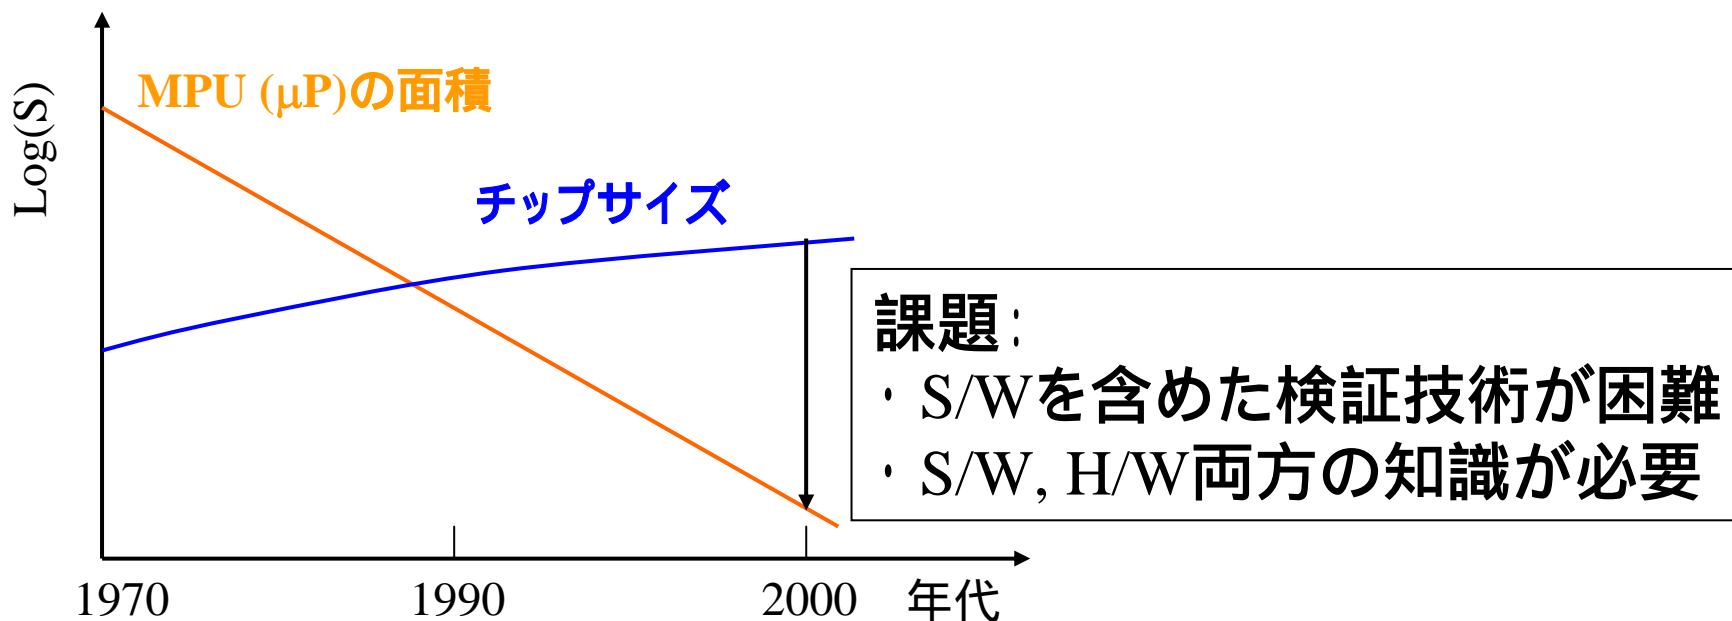 MPU (μP)の面積
Log(S)
チップサイズ
課題:
・S/Wを含めた検証技術が困難
・S/W, H/W両方の知識が必要
1970 1990 2000 年代